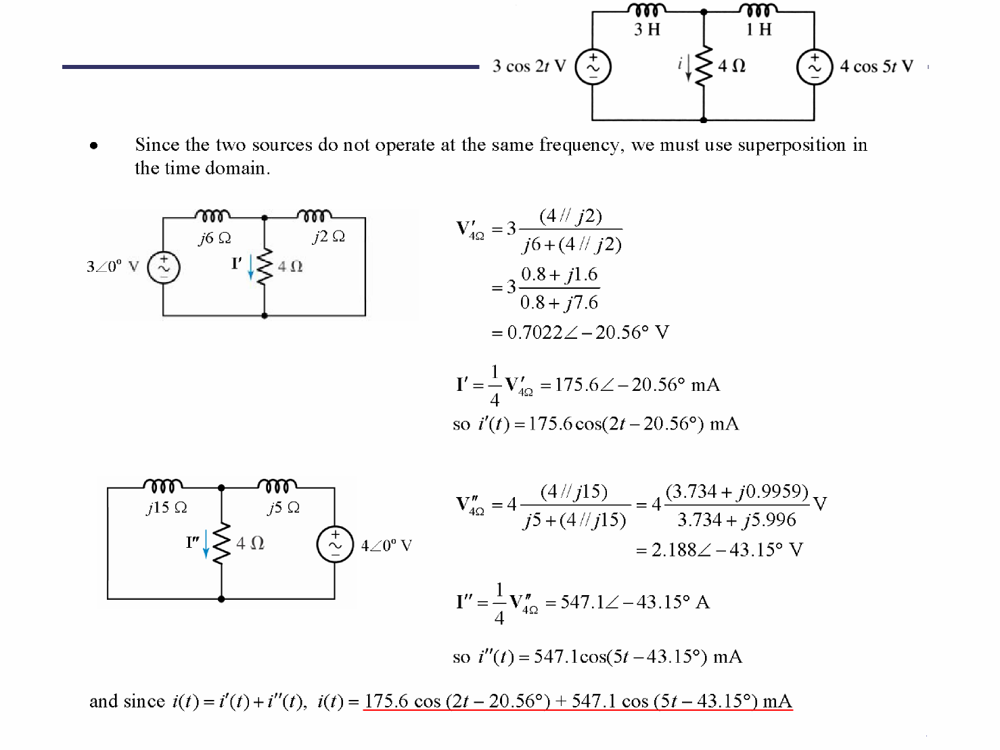 3 H
1 H
3 cos 2t V
i
4 Ω
4 cos 5t V
• Since the two sources do not operate at the same frequency, we must use superposition in
the time domain.
j6 Ω
j2 Ω
3∠0° V
I′
4 Ω
V′4Ω = 3 (4 // j2) / j6 + (4 // j2)
= 3 0.8 + j1.6 / 0.8 + j7.6
= 0.7022∠ − 20.56° V
I′ = 1/4 V′4Ω = 175.6∠ − 20.56° mA
so i′(t) = 175.6 cos(2t − 20.56°) mA
j15 Ω
j5 Ω
I″
4 Ω
4∠0° V
V″4Ω = 4 (4 // j15) / j5 + (4 // j15) = 4 (3.734 + j0.9959) / 3.734 + j5.996 V
= 2.188∠ − 43.15° V
I″ = 1/4 V″4Ω = 547.1∠ − 43.15° A
so i″(t) = 547.1cos(5t − 43.15°) mA
and since i(t) = i′(t) + i″(t), i(t) = 175.6 cos (2t – 20.56°) + 547.1 cos (5t – 43.15°) mA